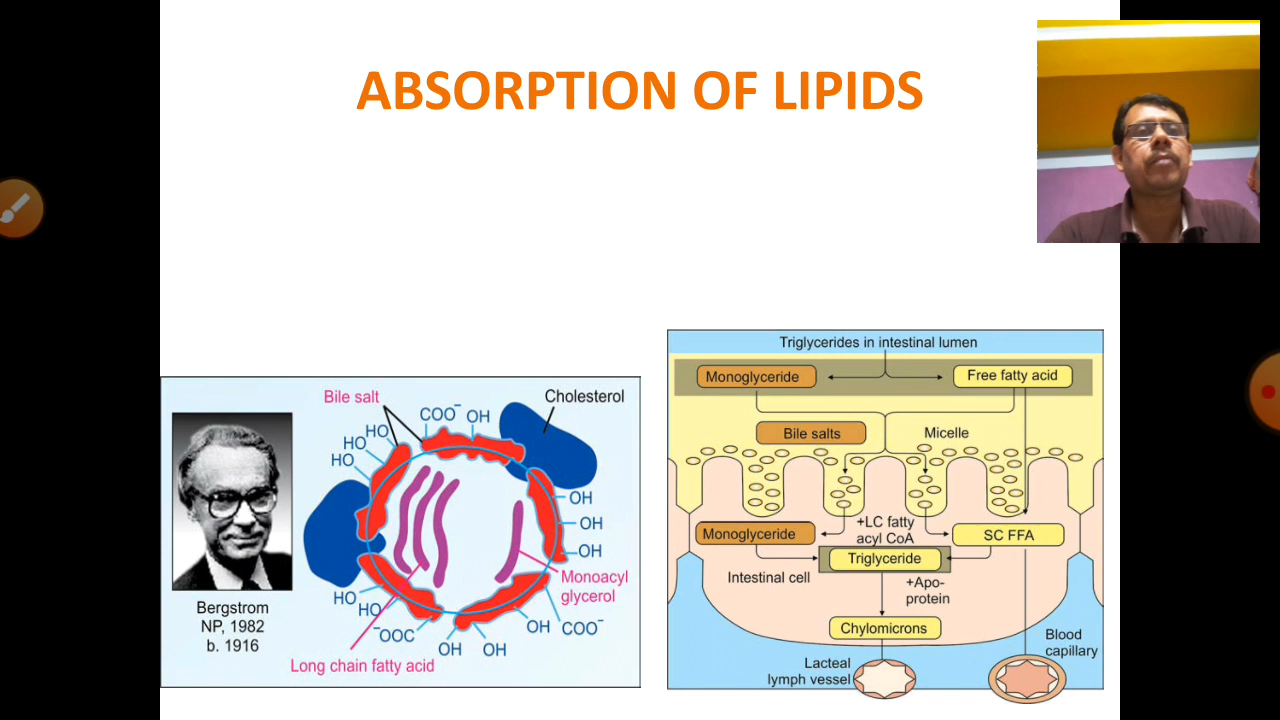 ABSORPTION OF LIPIDS
Bile salt
COO⁻ OH
Cholesterol
HO
HO
HO
OH
OH
OH
Monoacyl
glycerol
HO
HO
⁻OOC
OH
OH
OH
COO⁻
Long chain fatty acid
Bergstrom
NP, 1982
b. 1916
Triglycerides in intestinal lumen
Monoglyceride
Free fatty acid
Bile salts
Micelle
Monoglyceride
+LC fatty
acyl CoA
SC FFA
Triglyceride
Intestinal cell
+Apo-
protein
Chylomicrons
Lacteal
lymph vessel
Blood
capillary